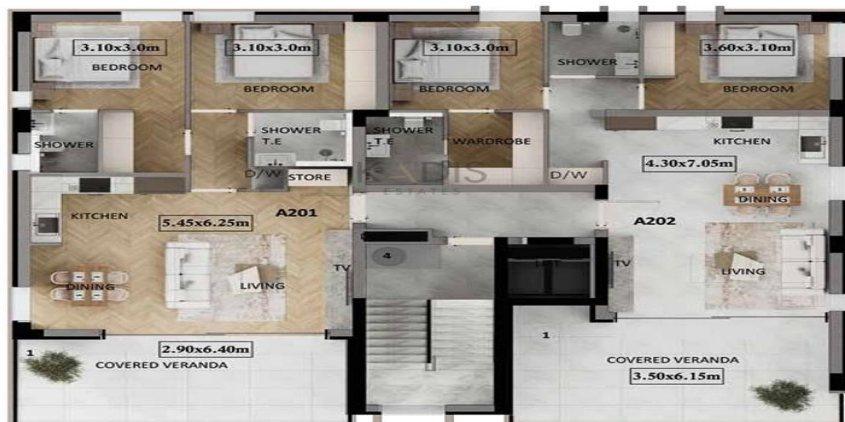 3.10x3.0m
BEDROOM
3.10x3.0m
BEDROOM
3.10x3.0m
BEDROOM
SHOWER
3.60x3.10m
BEDROOM
SHOWER
SHOWER
T.E
D/W
STORE
SHOWER
T.E
WARDROBE
D/W
KADIS
ESTATES
KITCHEN
4.30x7.05m
KITCHEN
5.45x6.25m
A201
DINING
LIVING
TV
4
A202
DINING
LIVING
TV
1
2.90x6.40m
COVERED VERANDA
1
COVERED VERANDA
3.50x6.15m